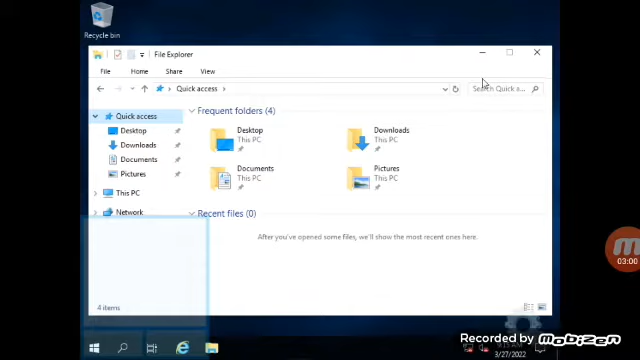 Recycle bin
File Explorer
File Home Share View
Quick access
Search Quick a...
Quick access
Desktop
Downloads
Documents
Pictures
This PC
Network
Frequent folders (4)
Desktop
This PC
Downloads
This PC
Documents
This PC
Pictures
This PC
Recent files (0)
After you've opened some files, we'll show the most recent ones here.
4 items
03:00
Recorded by mobizen
3/27/2022